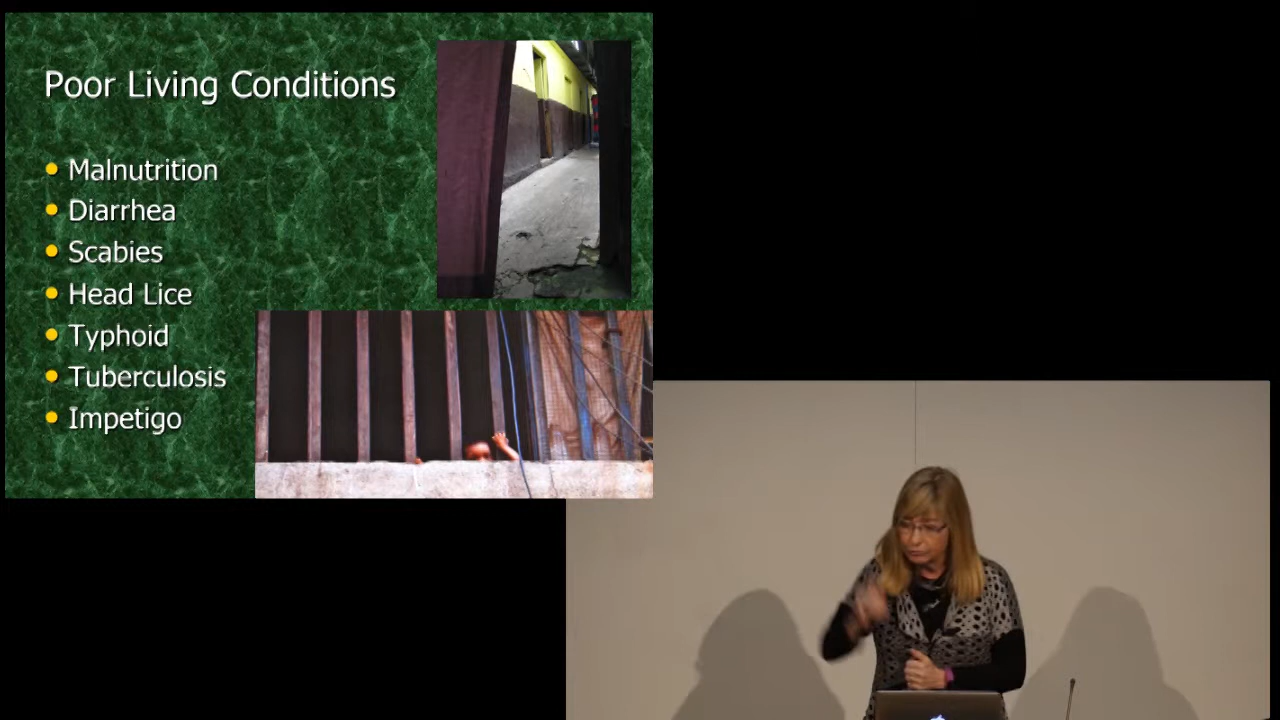 Poor Living Conditions
Malnutrition
Diarrhea
Scabies
Head Lice
Typhoid
Tuberculosis
Impetigo